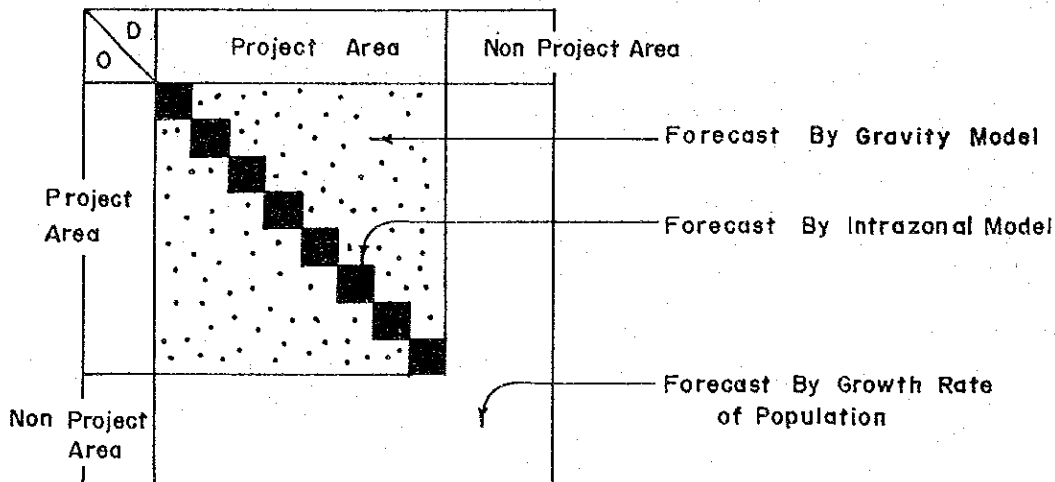 D
O
Project Area
Non Project Area
Forecast By Gravity Model
Project
Area
Forecast By Intrazonal Model
Forecast By Growth Rate
of Population
Non Project
Area